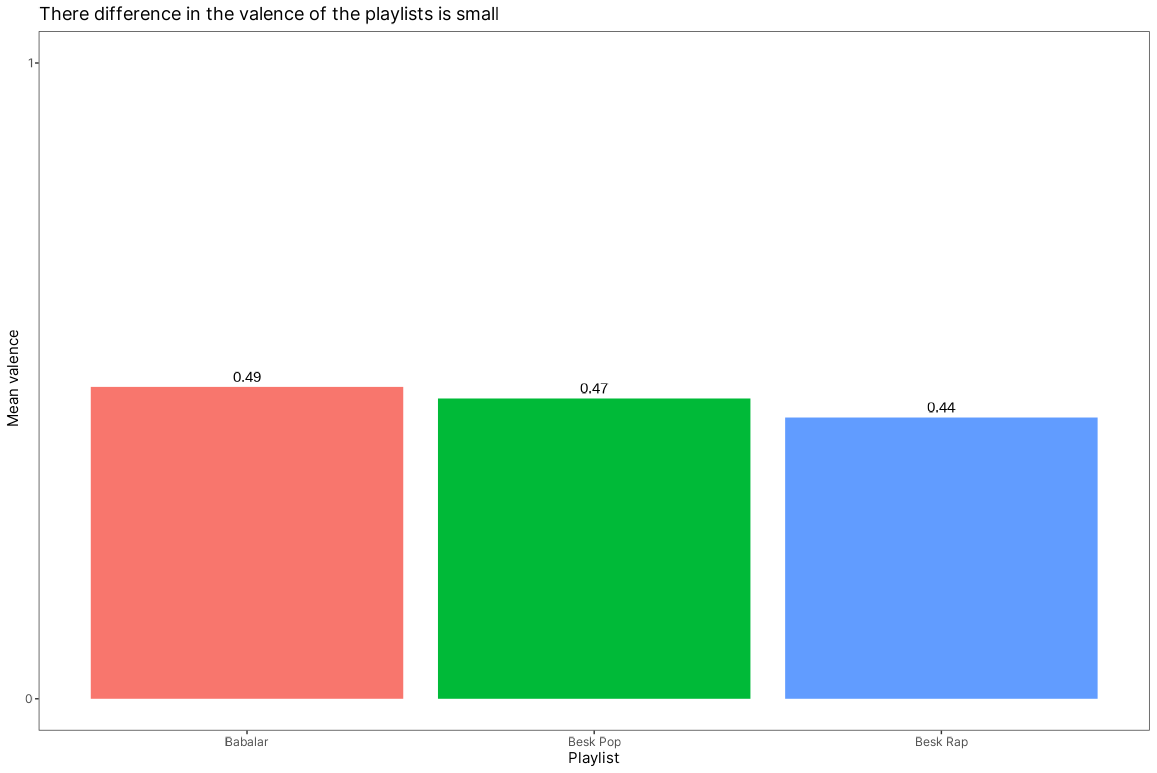 There difference in the valence of the playlists is small
1
Mean valence
0.49
0.47
0.44
0
Babalar
Besk Pop
Besk Rap
Playlist